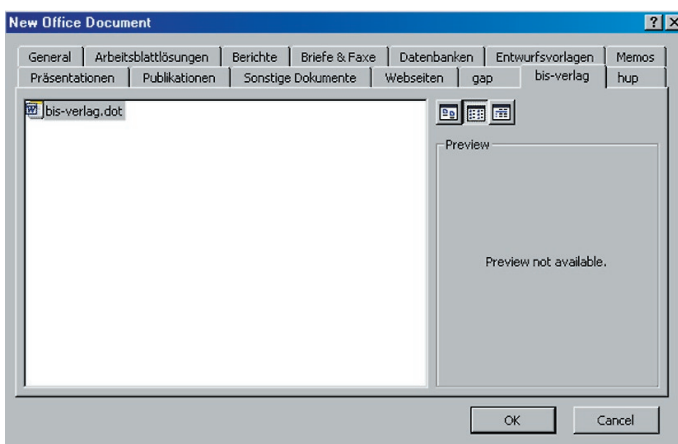 New Office Document
General Arbeitsblattlösungen Berichte Briefe & Faxe Datenbanken Entwurfsvorlagen Memos
Präsentationen Publikationen Sonstige Dokumente Webseiten gap bis-verlag hup
bis-verlag.dot
Preview
Preview not available.
OK Cancel